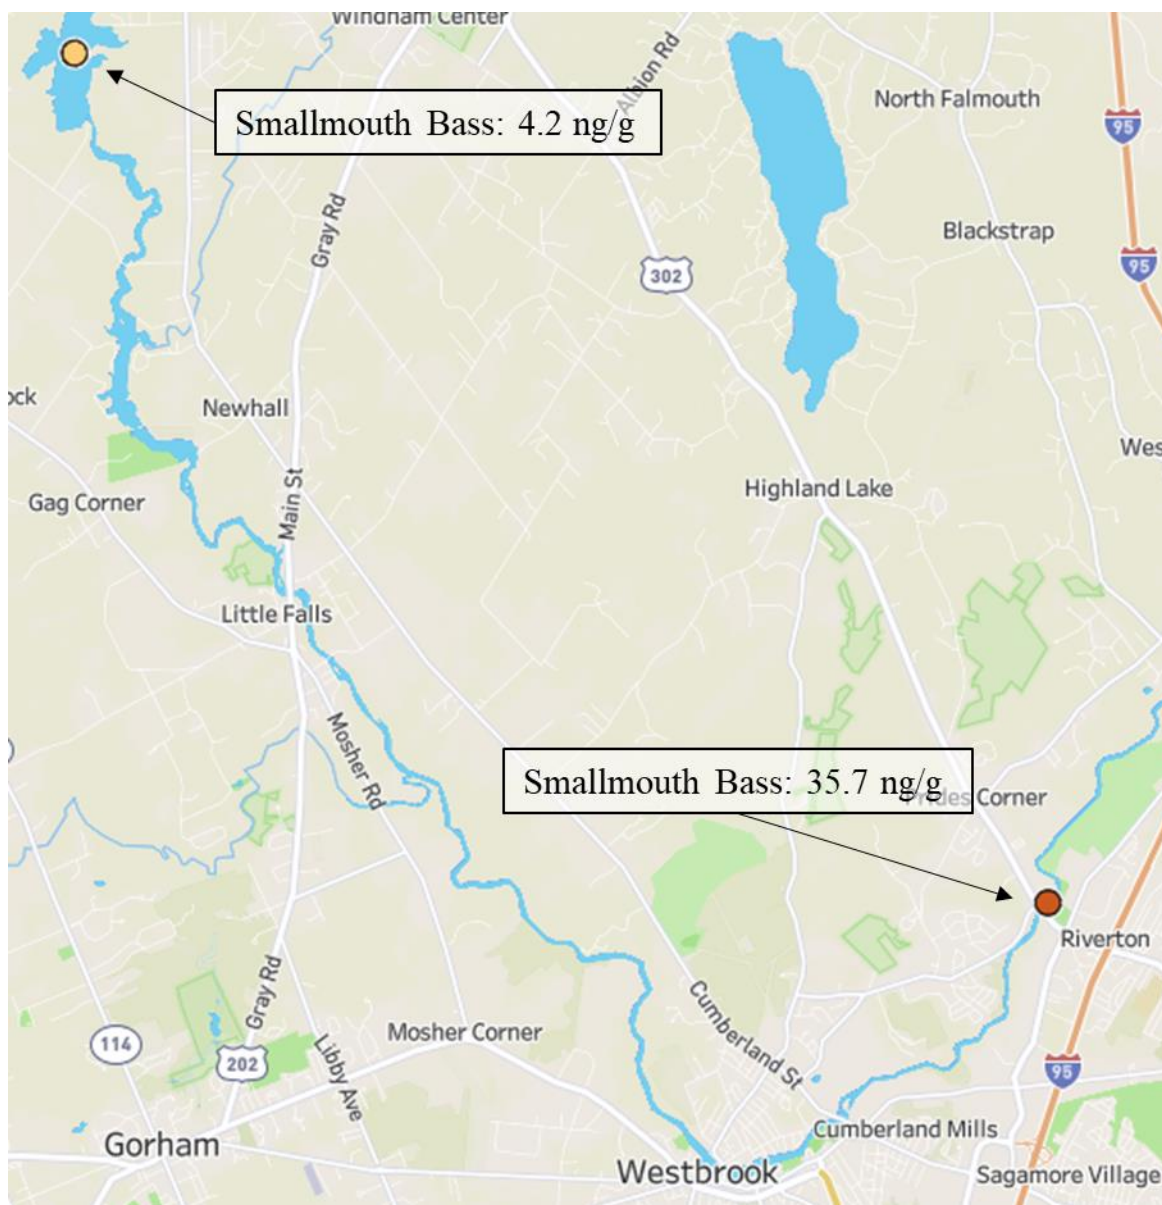 Windham Center
Albion Rd
North Falmouth
95
Smallmouth Bass: 4.2 ng/g
Gray Rd
Blackstrap
302
95
ock
Newhall
Wes
Main St
Highland Lake
Gag Corner
Little Falls
Mosher Rd
Smallmouth Bass: 35.7 ng/g
Prides Corner
Riverton
Gray Rd
Cumberland St
Mosher Corner
114
202
Libby Ave
95
Gorham
Cumberland Mills
Westbrook
Sagamore Village